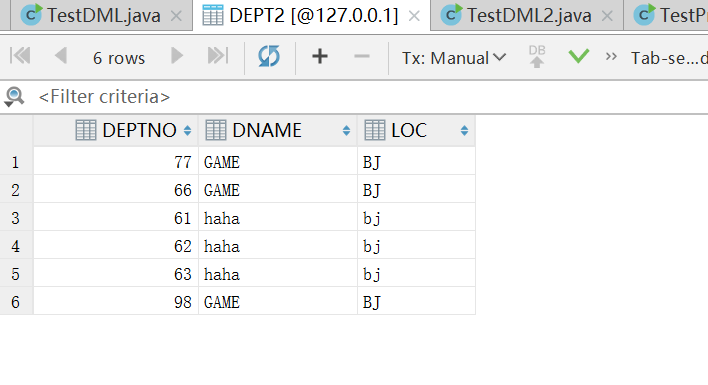 TestDML.java DEPT2 [@127.0.0.1] TestDML2.java TestP
6 rows Tx: Manual DB Tab-se...d
<Filter criteria>
DEPTNO DNAME LOC
1 77 GAME BJ
2 66 GAME BJ
3 61 haha bj
4 62 haha bj
5 63 haha bj
6 98 GAME BJ